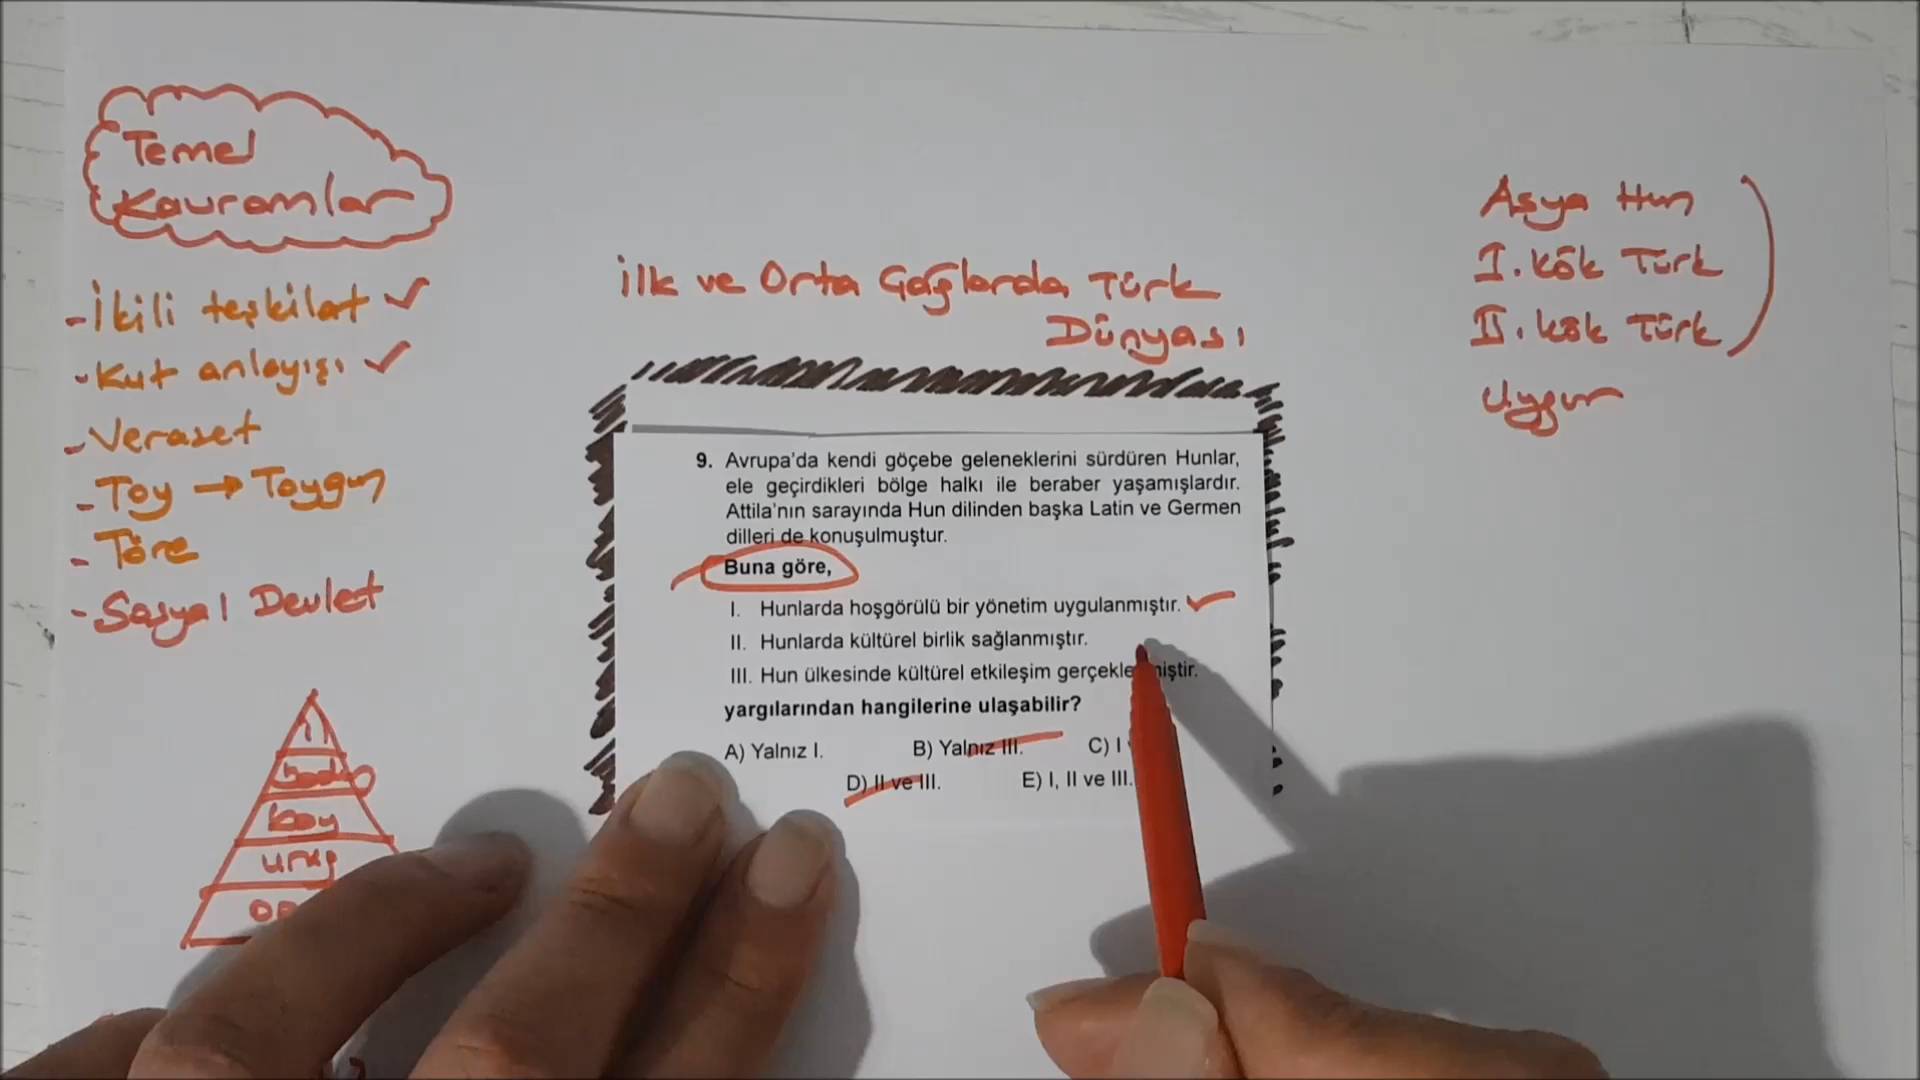 Temel
Kavramlar
- İkili teşkilat ✓
- Kut anlayışı ✓
- Veraset
- Toy → Toygun
- Töre
- Sosyal Devlet
boy
uruş
İlk ve Orta Çağlarda Türk
Dünyası
9. Avrupa'da kendi göçebe geleneklerini sürdüren Hunlar,
ele geçirdikleri bölge halkı ile beraber yaşamışlardır.
Attila'nın sarayında Hun dilinden başka Latin ve Germen
dilleri de konuşulmuştur.
Buna göre,
I. Hunlarda hoşgörülü bir yönetim uygulanmıştır. ✓
II. Hunlarda kültürel birlik sağlanmıştır.
III. Hun ülkesinde kültürel etkileşim
yargılarından hangilerine ulaşabilir?
A) Yalnız I. B) Yalnız III. C) I
D) II ve III. E) I, II ve III.
Asya Hun
I. Kök Türk
II. Kök Türk
Uygur